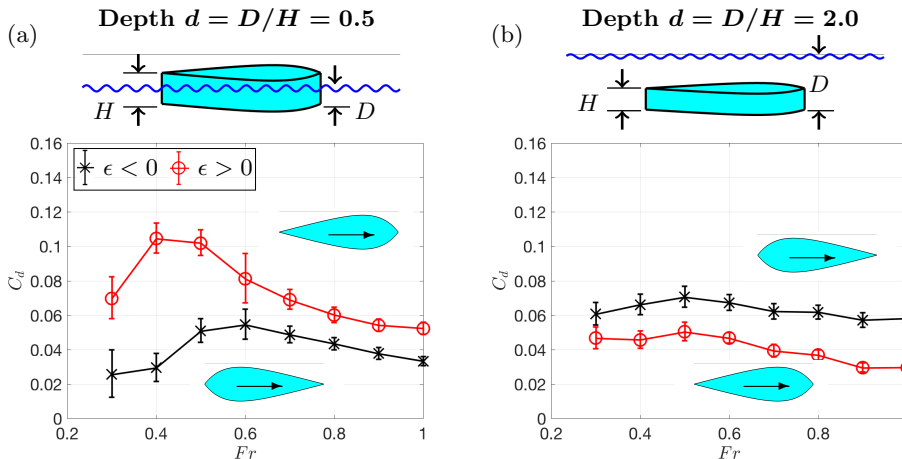 Depth d = D/H = 0.5
(a)
H
D
0.16
0.14
0.12
0.1
0.08
0.06
0.04
0.02
0
C_d
ϵ < 0 ϵ > 0
0.2 0.4 0.6 0.8 1
Fr
Depth d = D/H = 2.0
(b)
H
D
0.16
0.14
0.12
0.1
0.08
0.06
0.04
0.02
0
C_d
0.2 0.4 0.6 0.8
Fr